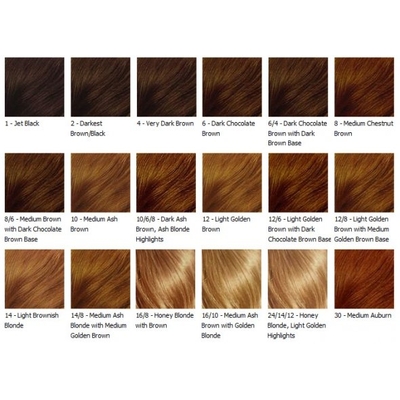 1 - Jet Black
2 - Darkest
Brown/Black
4 - Very Dark Brown
6 - Dark Chocolate
Brown
6/4 - Dark Chocolate
Brown with Dark
Brown Base
8 - Medium Chestnut
Brown
8/6 - Medium Brown
with Dark Chocolate
Brown Base
10 - Medium Ash
Brown
10/6/8 - Dark Ash
Brown, Ash Blonde
Highlights
12 - Light Golden
Brown
12/6 - Light Golden
Brown with Dark
Chocolate Brown Base
12/8 - Light Golden
Brown with Medium
Golden Brown Base
14 - Light Brownish
Blonde
14/8 - Medium Ash
Blonde with Medium
Golden Brown
16/8 - Honey Blonde
with Brown
16/10 - Medium Ash
Brown with Golden
Blonde
24/14/12 - Honey
Blonde, Light Golden
Highlights
30 - Medium Auburn